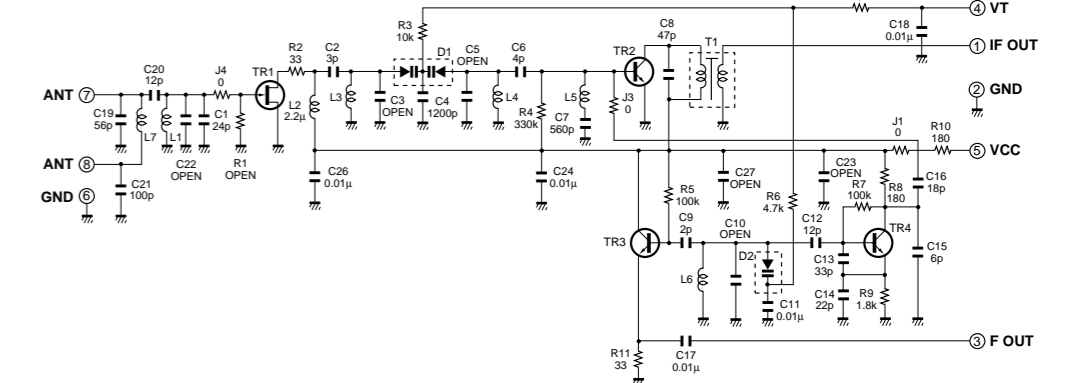 ④ VT
C18
0.01μ
① IF OUT
② GND
R3
10k
C8
47p
T1
TR2
R2
33
C2
3p
D1
C5
OPEN
C6
4p
C20
12p
J4
0
TR1
ANT ⑦
C19
56p
L7
L1
C1
24p
C22
OPEN
R1
OPEN
L2
2.2μ
L3
C3
OPEN
C4
1200p
L4
R4
330k
L5
C7
560p
J3
0
J1
0
R10
180
⑤ VCC
ANT ⑧
C21
100p
GND ⑥
C26
0.01μ
C24
0.01μ
C27
OPEN
C23
OPEN
R5
100k
R6
4.7k
R7
100k
R8
180
C16
18p
TR3
C9
2p
C10
OPEN
C12
12p
TR4
L6
D2
C13
33p
C15
6p
C11
0.01μ
C14
22p
R9
1.8k
③ F OUT
R11
33
C17
0.01μ